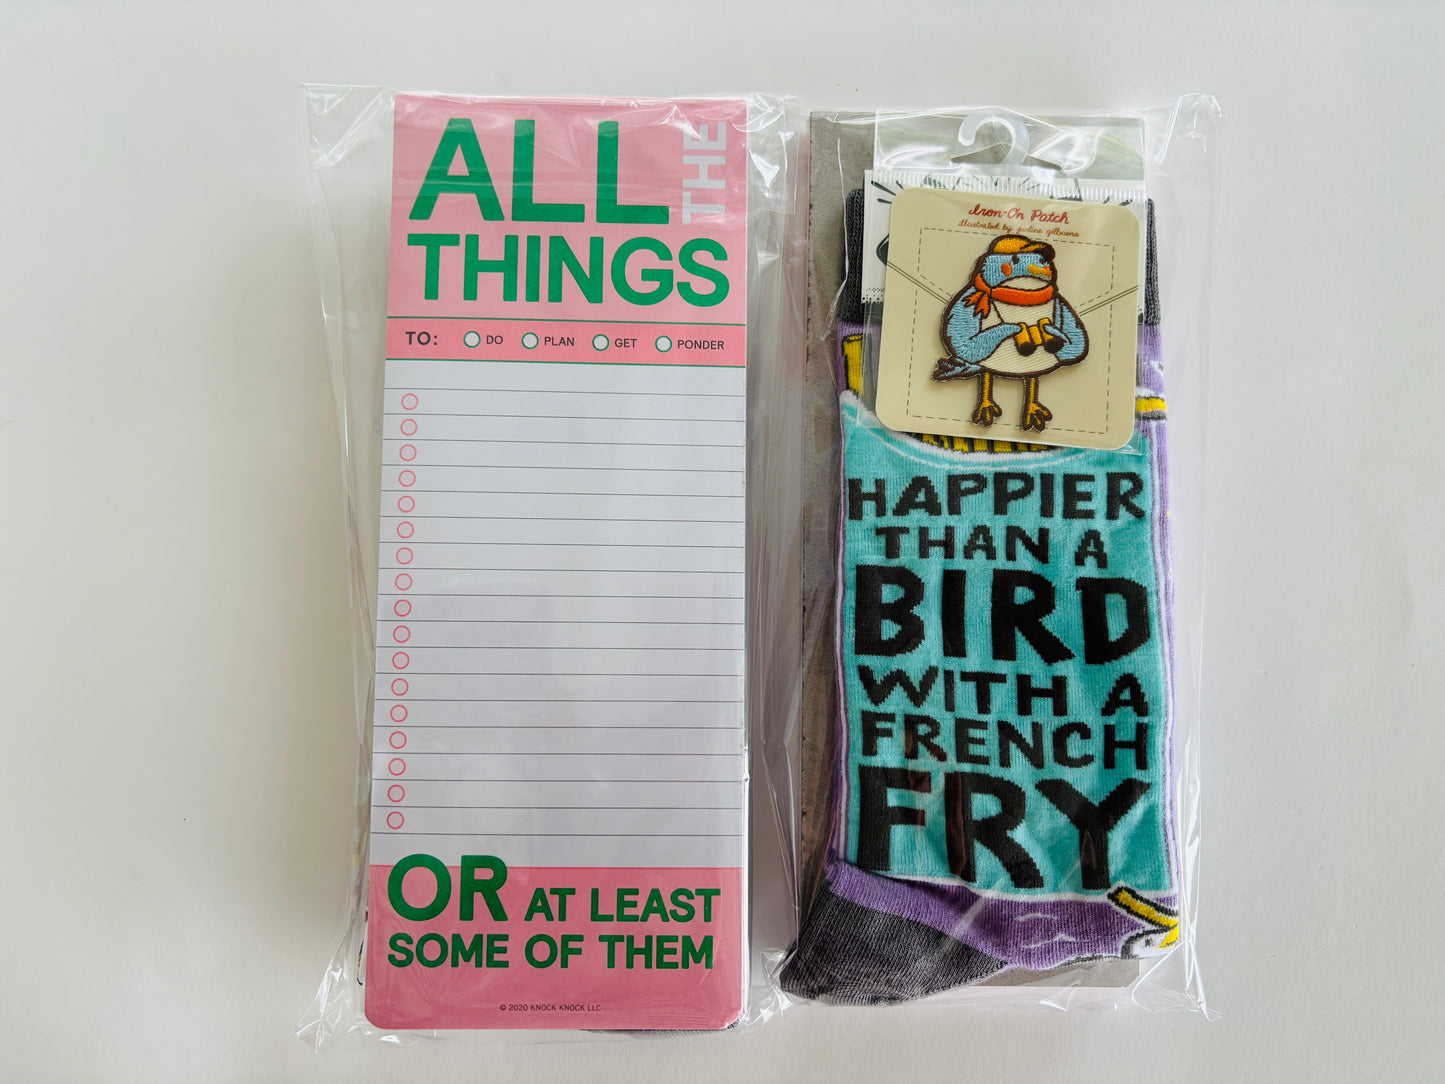 ALL THE
THINGS
TO: DO PLAN GET PONDER
OR AT LEAST
SOME OF THEM
© 2020 KNOCK KNOCK LLC
Iron-On Patch
illustrated by justine gilbuena
HAPPIER
THAN A
BIRD
WITH A
FRENCH
FRY